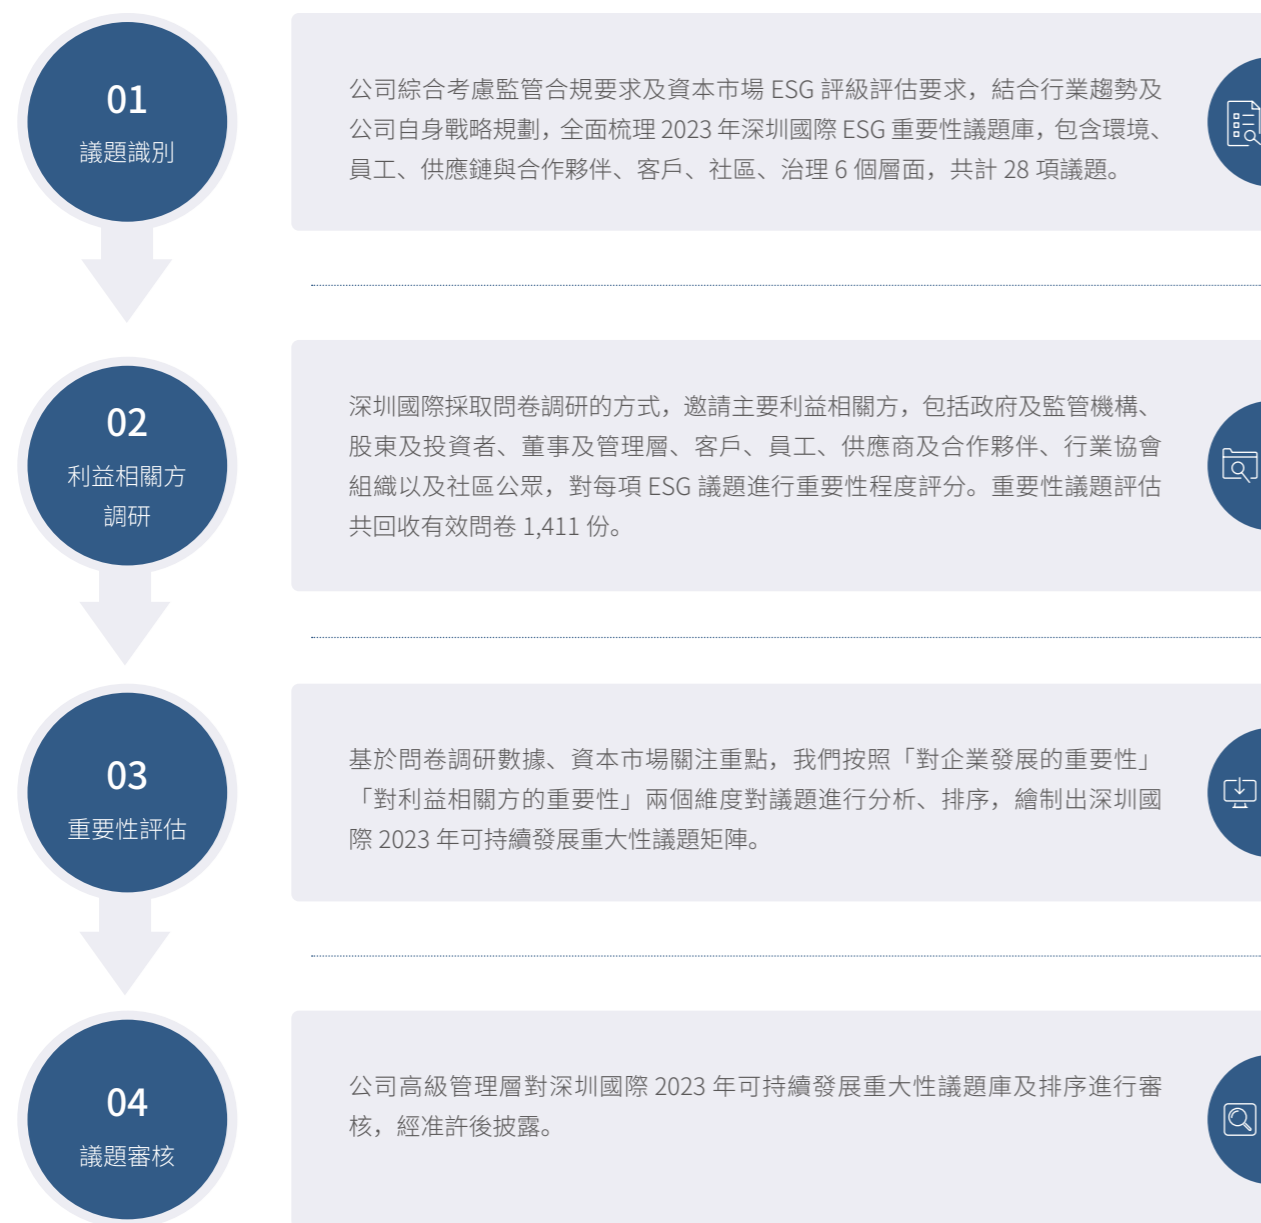 01
議題識別
公司綜合考慮監管合規要求及資本市場 ESG 評級評估要求，結合行業趨勢及
公司自身戰略規劃，全面梳理 2023 年深圳國際 ESG 重要性議題庫，包含環境、
員工、供應鏈與合作夥伴、客戶、社區、治理 6 個層面，共計 28 項議題。
02
利益相關方
調研
深圳國際採取問卷調研的方式，邀請主要利益相關方，包括政府及監管機構、
股東及投資者、董事及管理層、客戶、員工、供應商及合作夥伴、行業協會
組織以及社區公眾，對每項 ESG 議題進行重要性程度評分。重要性議題評估
共回收有效問卷 1,411 份。
03
重要性評估
基於問卷調研數據、資本市場關注重點，我們按照「對企業發展的重要性」
「對利益相關方的重要性」兩個維度對議題進行分析、排序，繪制出深圳國
際 2023 年可持續發展重大性議題矩陣。
04
議題審核
公司高級管理層對深圳國際 2023 年可持續發展重大性議題庫及排序進行審
核，經准許後披露。